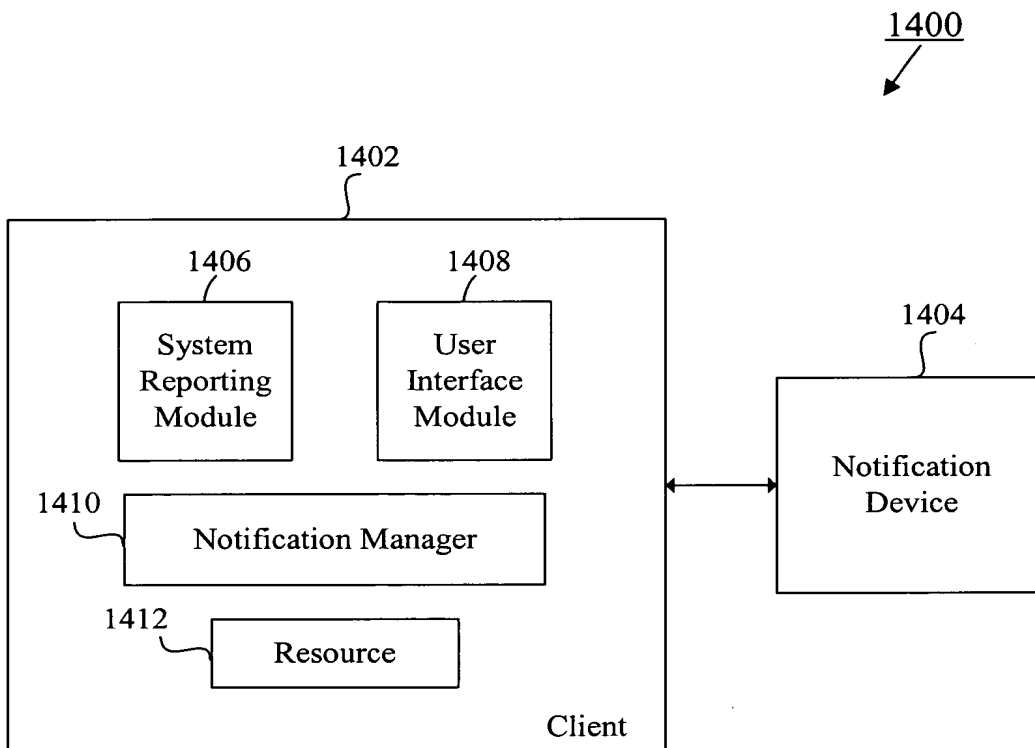 1400
1402
1406
1408
System
Reporting
Module
User
Interface
Module
1404
Notification
Device
1410
Notification Manager
1412
Resource
Client